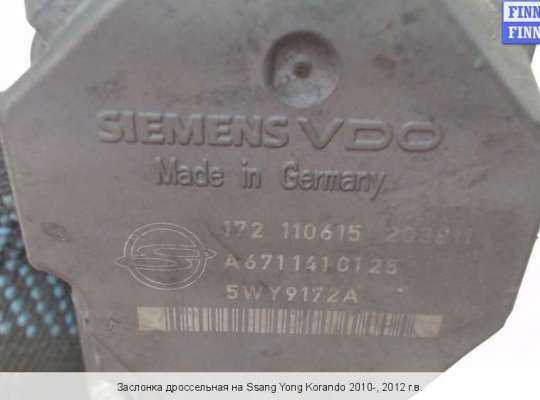 FINN
FINN
SIEMENS VDO
Made in Germany
172 110615 203811
A6711410125
5WY9172A
Заслонка дроссельная на Ssang Yong Korando 2010-, 2012 г.в.